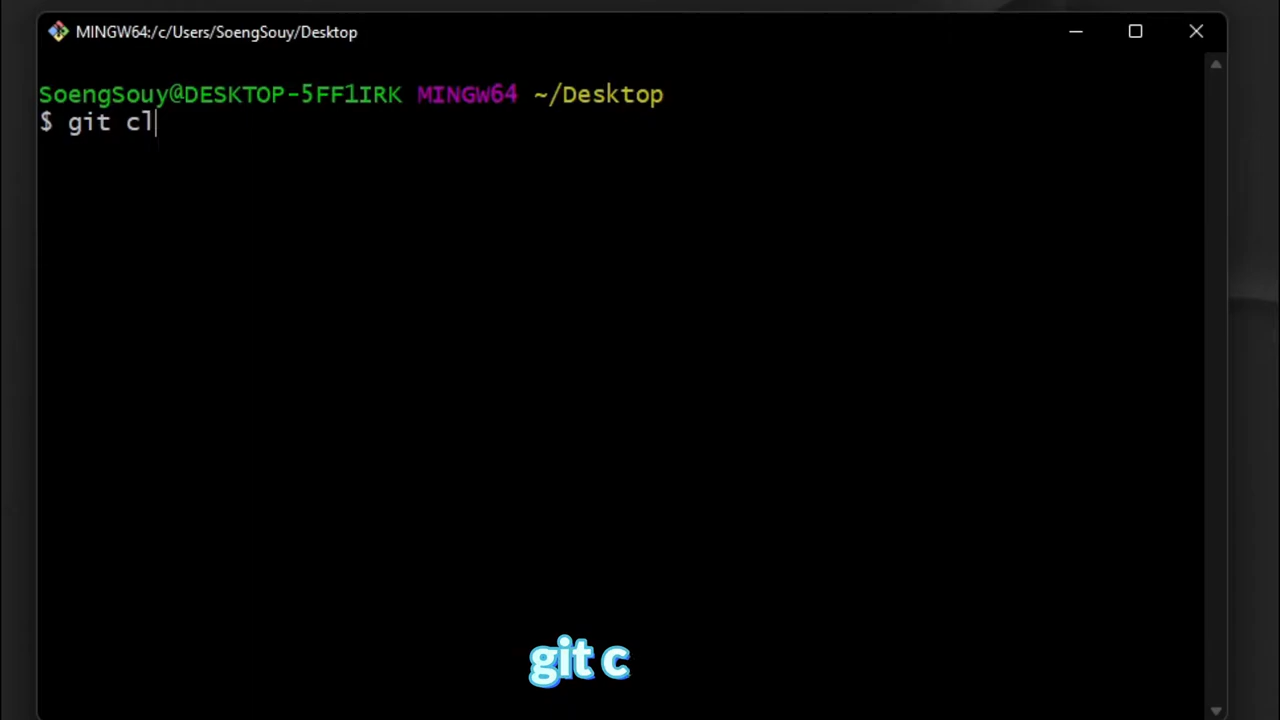 MINGW64:/c/Users/SoengSouy/Desktop
SoengSouy@DESKTOP-5FF1IRK MINGW64 ~/Desktop
$ git cl
git c